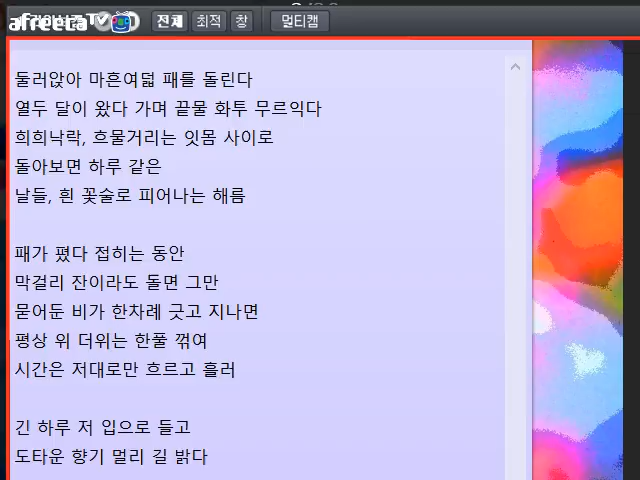 afreecaTV
전체 최적 창 멀티캠
둘러앉아 마흔여덟 패를 돌린다
열두 달이 왔다 가며 끝물 화투 무르익다
희희낙락, 흐물거리는 잇몸 사이로
돌아보면 하루 같은
날들, 흰 꽃술로 피어나는 해름
패가 폈다 접히는 동안
막걸리 잔이라도 돌면 그만
묻어둔 비가 한차례 긋고 지나면
평상 위 더위는 한풀 꺾여
시간은 저대로만 흐르고 흘러
긴 하루 저 입으로 들고
도타운 향기 멀리 길 밝다